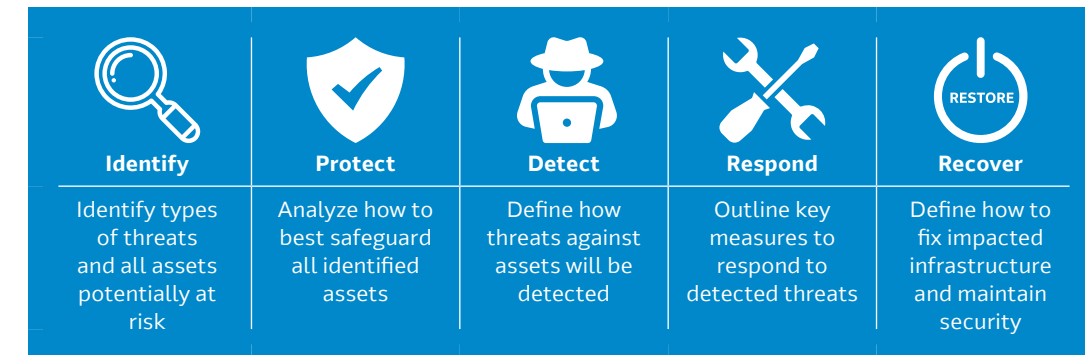 RESTORE
Identify
Protect
Detect
Respond
Recover
Identify types
of threats
and all assets
potentially at
risk
Analyze how to
best safeguard
all identified
assets
Define how
threats against
assets will be
detected
Outline key
measures to
respond to
detected threats
Define how to
fix impacted
infrastructure
and maintain
security